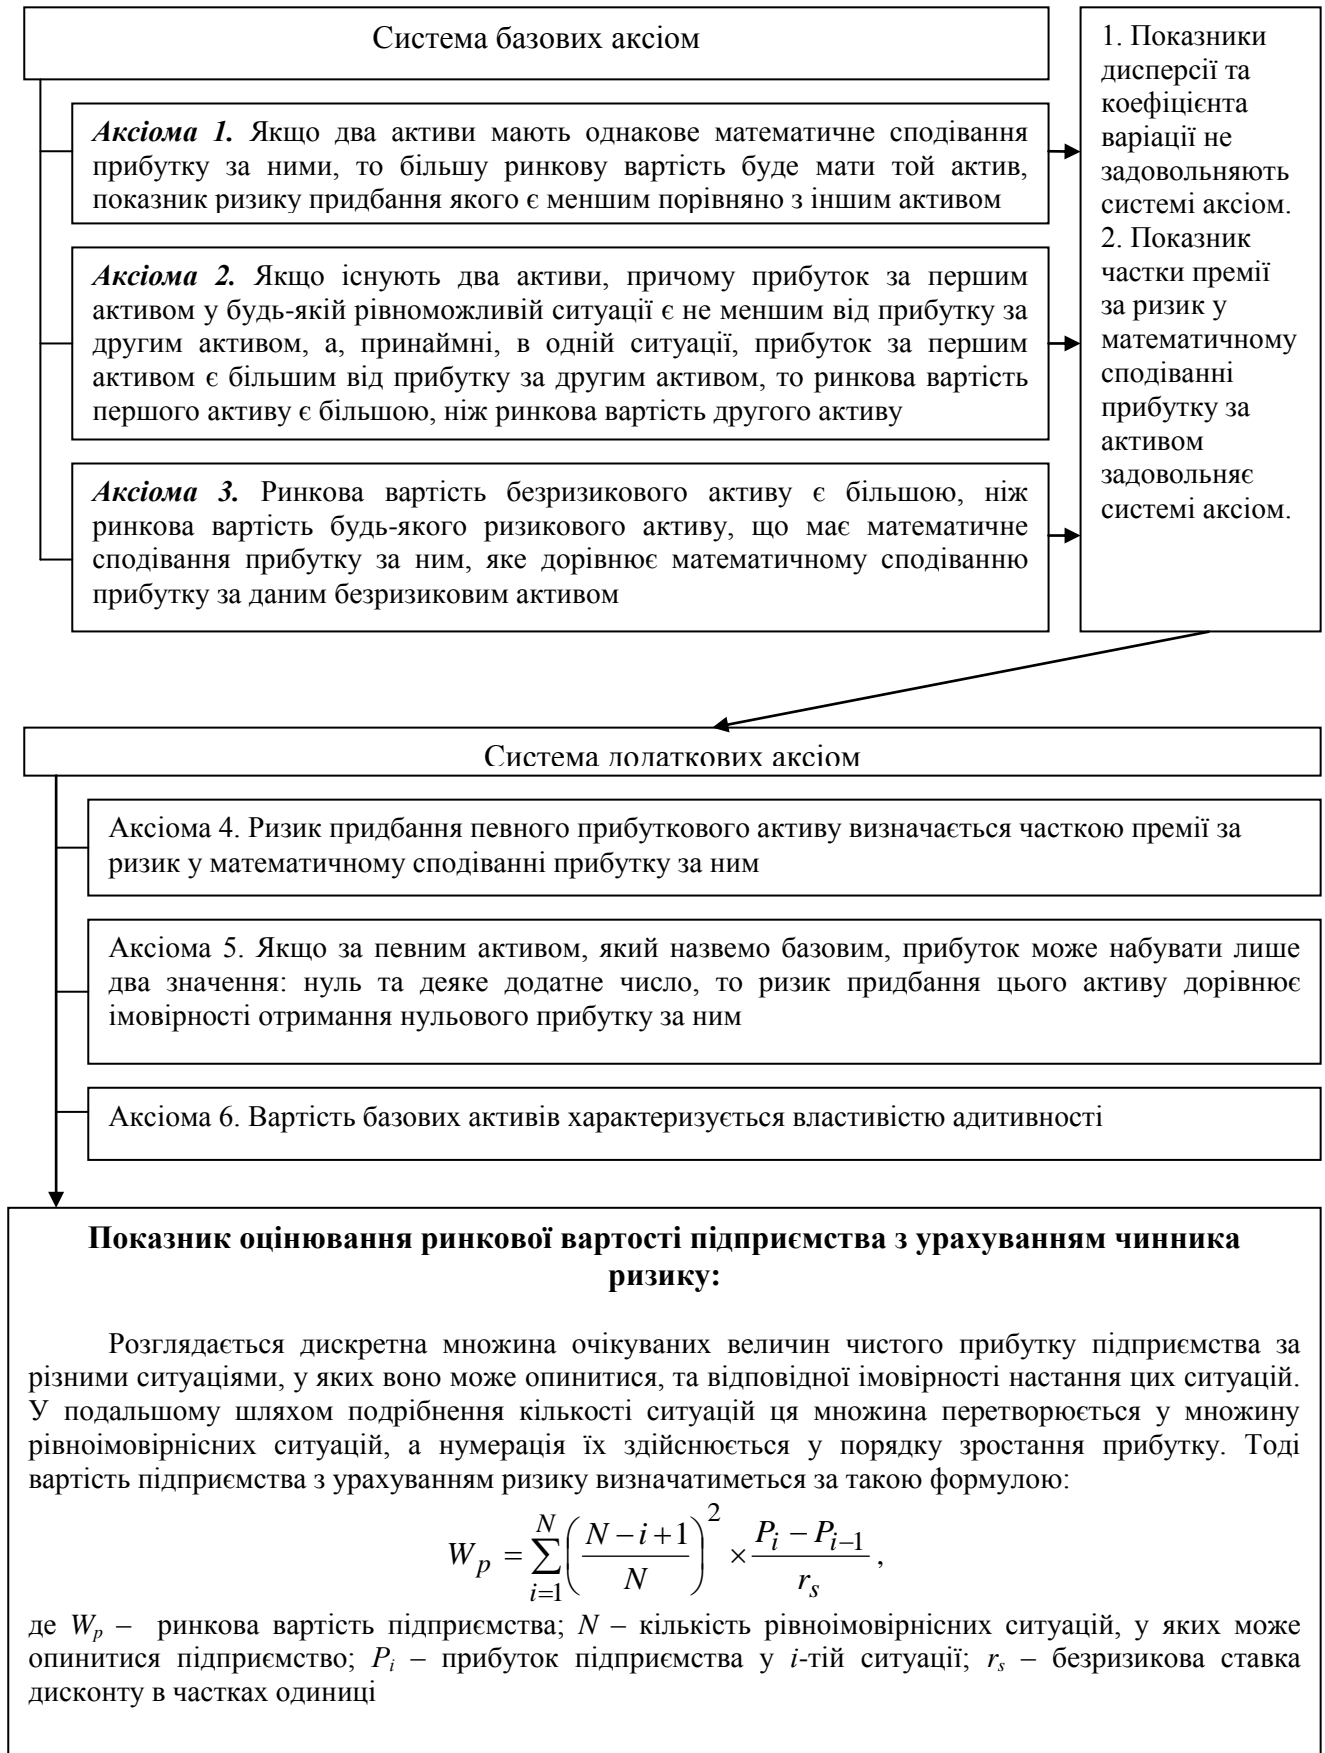 Система базових аксіом
Аксіома 1. Якщо два активи мають однакове математичне сподівання
прибутку за ними, то більшу ринкову вартість буде мати той актив,
показник ризику придбання якого є меншим порівняно з іншим активом
Аксіома 2. Якщо існують два активи, причому прибуток за першим
активом у будь-якій рівноможливій ситуації є не меншим від прибутку за
другим активом, а, принаймні, в одній ситуації, прибуток за першим
активом є більшим від прибутку за другим активом, то ринкова вартість
першого активу є більшою, ніж ринкова вартість другого активу
Аксіома 3. Ринкова вартість безризикового активу є більшою, ніж
ринкова вартість будь-якого ризикового активу, що має математичне
сподівання прибутку за ним, яке дорівнює математичному сподіванню
прибутку за даним безризиковим активом
1. Показники
дисперсії та
коефіцієнта
варіації не
задовольняють
системі аксіом.
2. Показник
частки премії
за ризик у
математичному
сподіванні
прибутку за
активом
задовольняє
системі аксіом.
Система додаткових аксіом
Аксіома 4. Ризик придбання певного прибуткового активу визначається часткою премії за
ризик у математичному сподіванні прибутку за ним
Аксіома 5. Якщо за певним активом, який назвемо базовим, прибуток може набувати лише
два значення: нуль та деяке додатне число, то ризик придбання цього активу дорівнює
імовірності отримання нульового прибутку за ним
Аксіома 6. Вартість базових активів характеризується властивістю адитивності
Показник оцінювання ринкової вартості підприємства з урахуванням чинника
ризику:
Розглядається дискретна множина очікуваних величин чистого прибутку підприємства за
різними ситуаціями, у яких воно може опинитися, та відповідної імовірності настання цих ситуацій.
У подальшому шляхом подрібнення кількості ситуацій ця множина перетворюється у множину
рівноімовірнісних ситуацій, а нумерація їх здійснюється у порядку зростання прибутку. Тоді
вартість підприємства з урахуванням ризику визначатиметься за такою формулою:
$W_p = \sum_{i=1}^{N} \left( \frac{N-i+1}{N} \right)^2 \times \frac{P_i - P_{i-1}}{r_s}$ ,
де $W_p$ – ринкова вартість підприємства; N – кількість рівноімовірнісних ситуацій, у яких може
опинитися підприємство; $P_i$ – прибуток підприємства у i-тій ситуації; $r_s$ – безризикова ставка
дисконту в частках одиниці